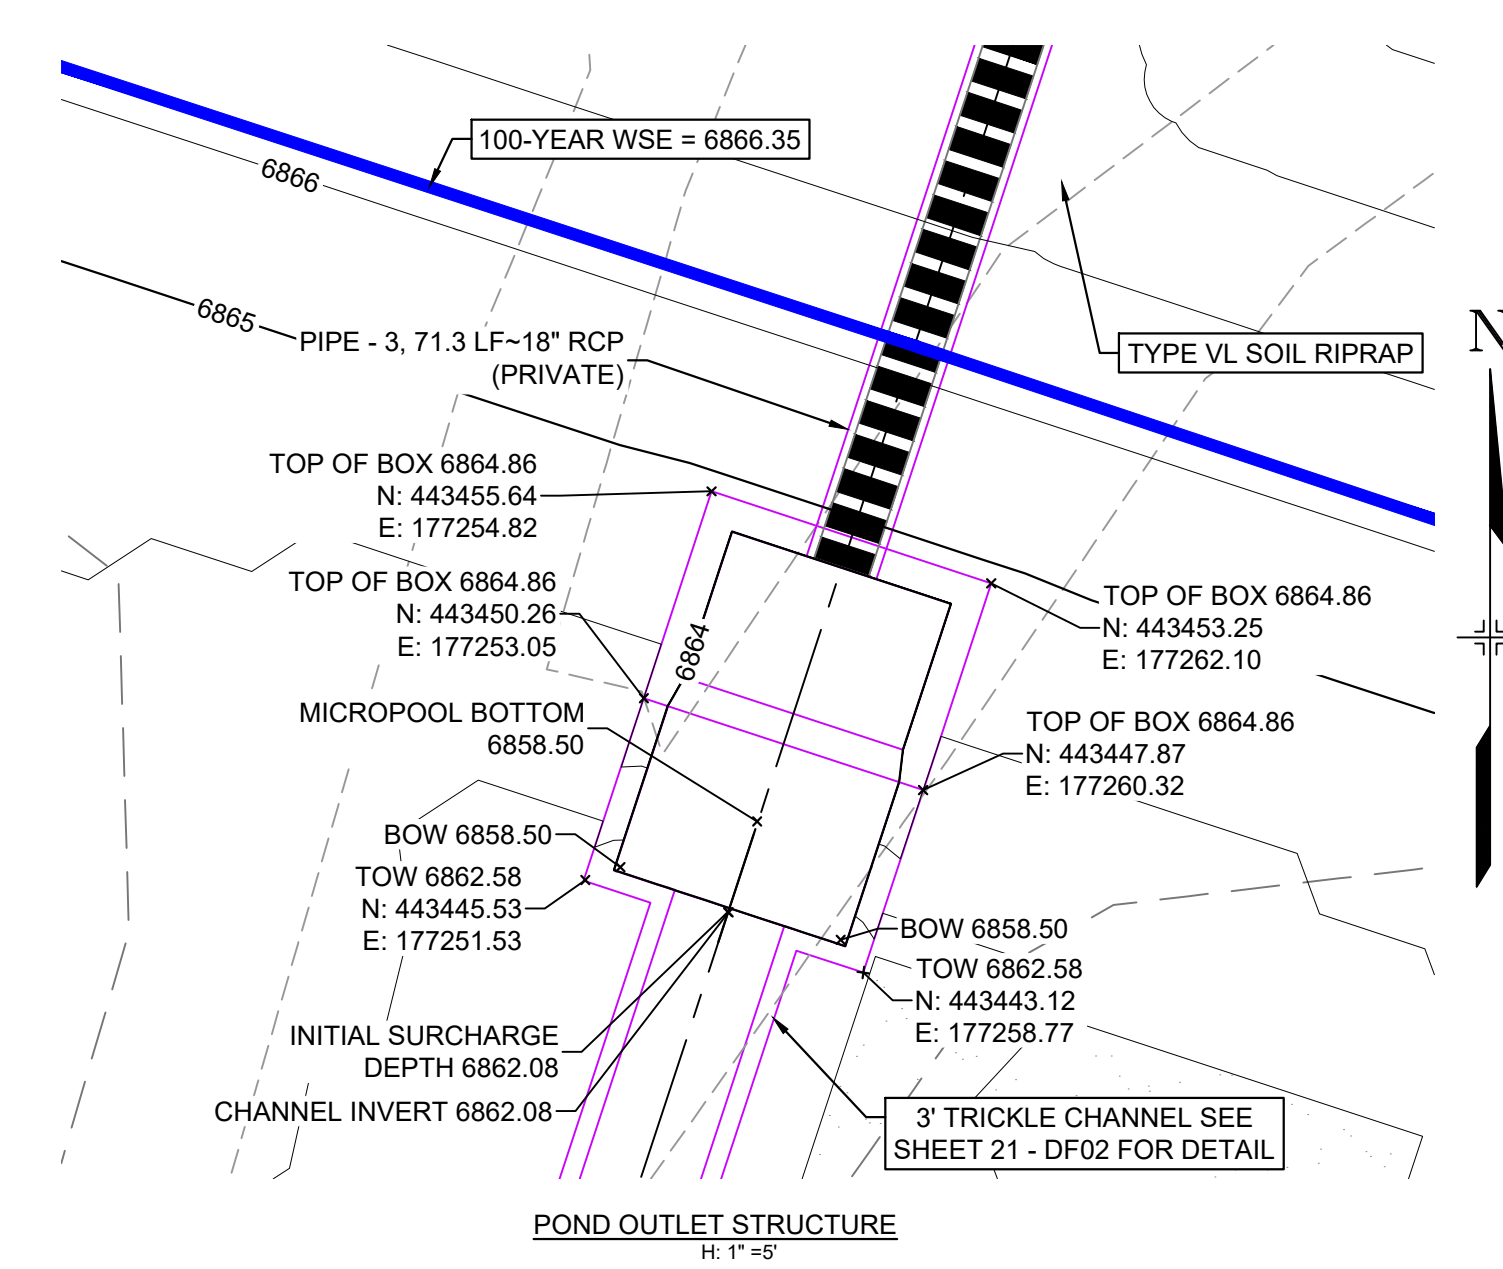 100-YEAR WSE = 6866.35
6866
6865
PIPE - 3, 71.3 LF~18" RCP
(PRIVATE)
TYPE VL SOIL RIPRAP
N
TOP OF BOX 6864.86
N: 443455.64
E: 177254.82
TOP OF BOX 6864.86
N: 443450.26
E: 177253.05
TOP OF BOX 6864.86
N: 443453.25
E: 177262.10
6864
MICROPOOL BOTTOM
6858.50
TOP OF BOX 6864.86
N: 443447.87
E: 177260.32
BOW 6858.50
TOW 6862.58
N: 443445.53
E: 177251.53
BOW 6858.50
TOW 6862.58
N: 443443.12
E: 177258.77
INITIAL SURCHARGE
DEPTH 6862.08
CHANNEL INVERT 6862.08
3' TRICKLE CHANNEL SEE
SHEET 21 - DF02 FOR DETAIL
POND OUTLET STRUCTURE
H: 1" =5'